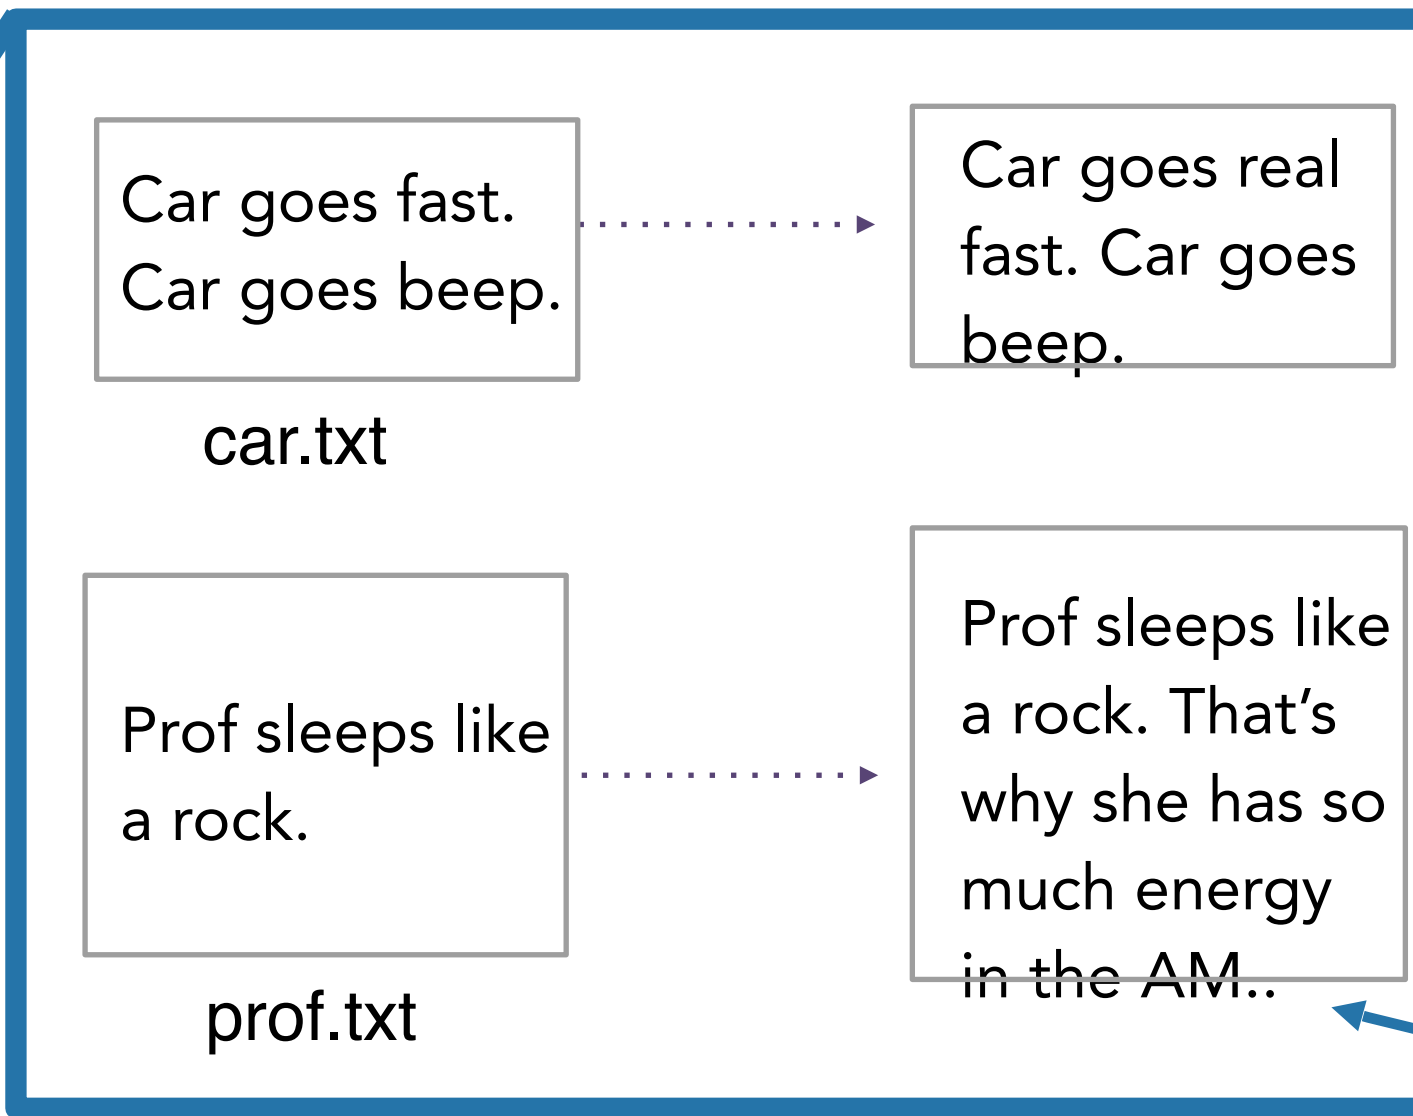 Car goes fast.
Car goes beep.
car.txt
Car goes real
fast. Car goes
beep.
Prof sleeps like
a rock.
prof.txt
Prof sleeps like
a rock. That’s
why she has so
much energy
in the AM..